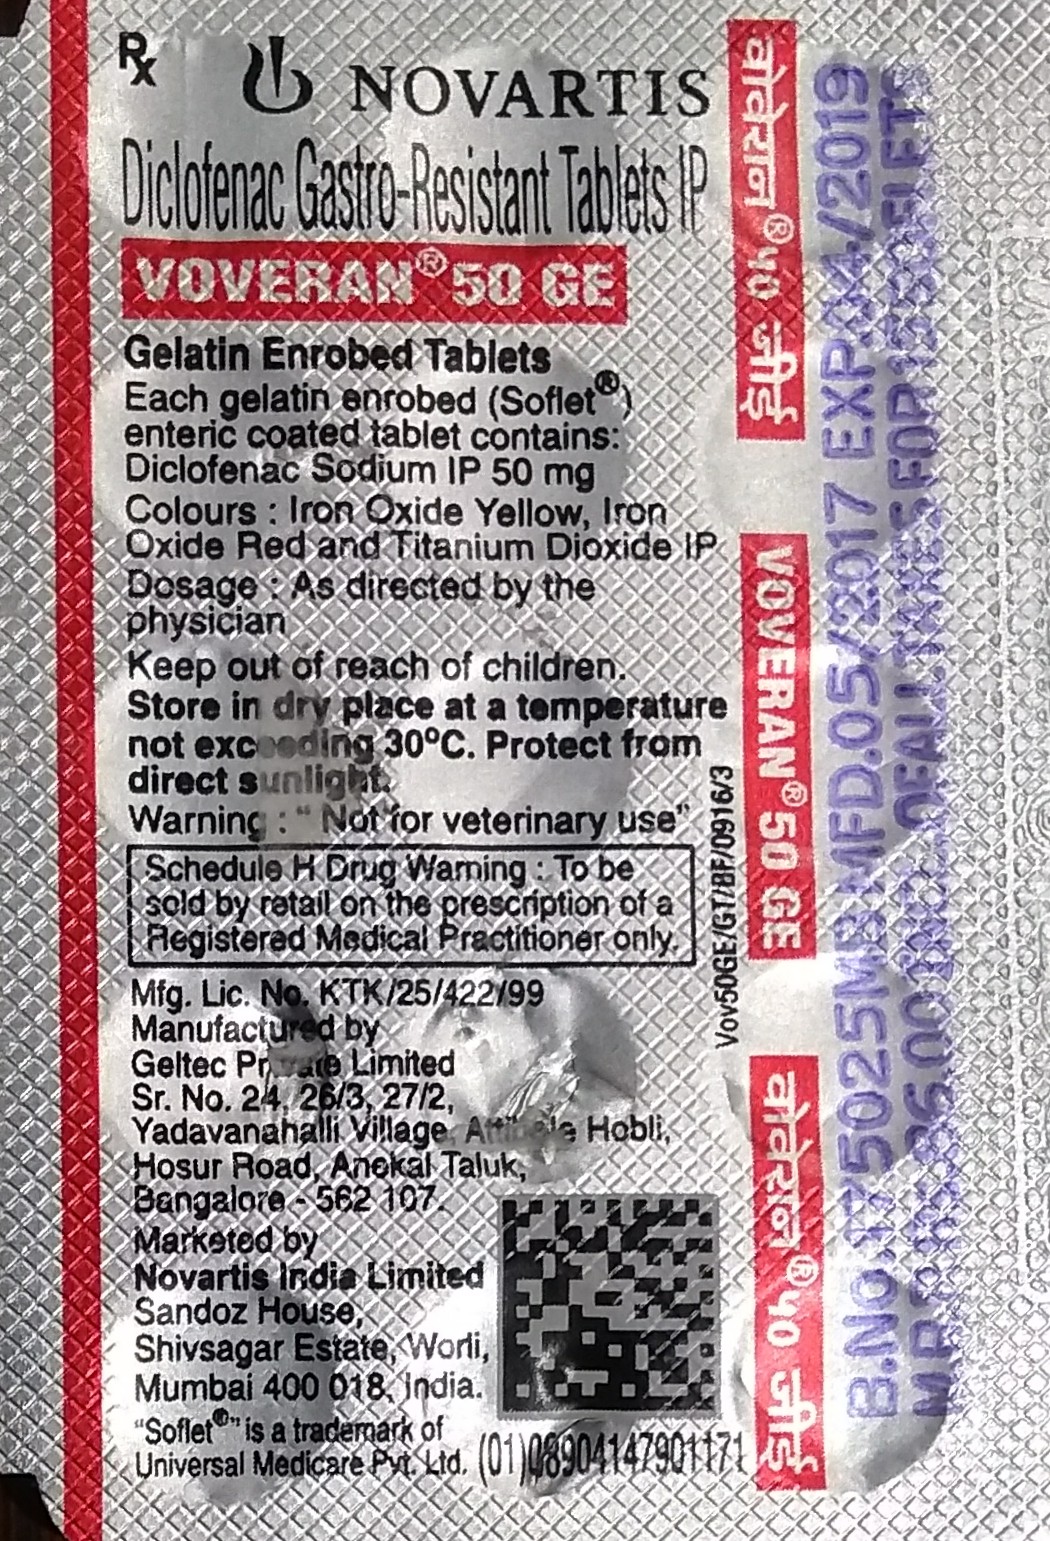 Rx
NOVARTIS
Diclofenac Gastro-Resistant Tablets IP
VOVERAN® 50 GE
Gelatin Enrobed Tablets
Each gelatin enrobed (Soflet®)
enteric coated tablet contains:
Diclofenac Sodium IP 50 mg
Colours : Iron Oxide Yellow, Iron
Oxide Red and Titanium Dioxide IP
Dosage : As directed by the
physician
Keep out of reach of children.
Store in dry place at a temperature
not exceeding 30°C. Protect from
direct sunlight.
Warning : "Not for veterinary use"
Schedule H Drug Warning : To be
sold by retail on the prescription of a
Registered Medical Practitioner only.
Mfg. Lic. No. KTK/25/422/99
Manufactured by
Geltec Private Limited
Sr. No. 24, 26/3, 27/2,
Yadavanahalli Village, Attibele Hobli,
Hosur Road, Anekal Taluk,
Bangalore - 562 107.
Marketed by
Novartis India Limited
Sandoz House,
Shivsagar Estate, Worli,
Mumbai 400 018, India.
"Soflet®" is a trademark of
Universal Medicare Pvt. Ltd.
(01)08904147901171
Vov50GE/GT/BF/0916/3
वोवेरान® ५० जीई
VOVERAN® 50 GE
वोवेरान® ५० जीई
B.No.175025MB MFD.05/2017 EXP.04/2019
OF ALL TAXES FOR 15 SOFLETS